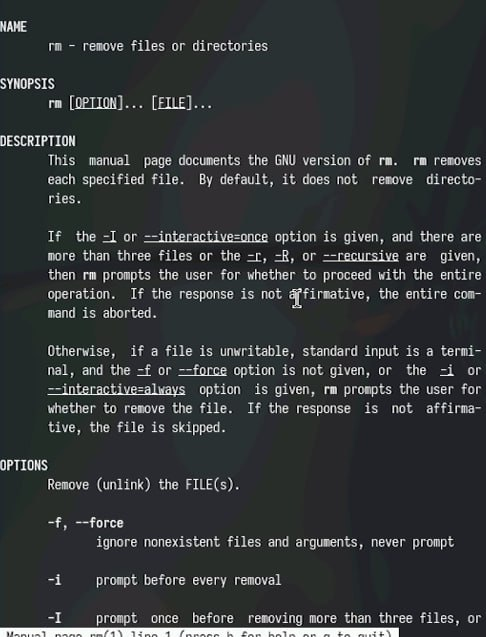 NAME
rm - remove files or directories
SYNOPSIS
rm [OPTION]... [FILE]...
DESCRIPTION
This manual page documents the GNU version of rm. rm removes
each specified file. By default, it does not remove directo-
ries.
If the -I or --interactive=once option is given, and there are
more than three files or the -r, -R, or --recursive are given,
then rm prompts the user for whether to proceed with the entire
operation. If the response is not affirmative, the entire com-
mand is aborted.
Otherwise, if a file is unwritable, standard input is a termi-
nal, and the -f or --force option is not given, or the -i or
--interactive=always option is given, rm prompts the user for
whether to remove the file. If the response is not affirma-
tive, the file is skipped.
OPTIONS
Remove (unlink) the FILE(s).
-f, --force
ignore nonexistent files and arguments, never prompt
-i prompt before every removal
-I prompt once before removing more than three files, or
Manual page rm(1) line 1 (press h for help or q to quit)